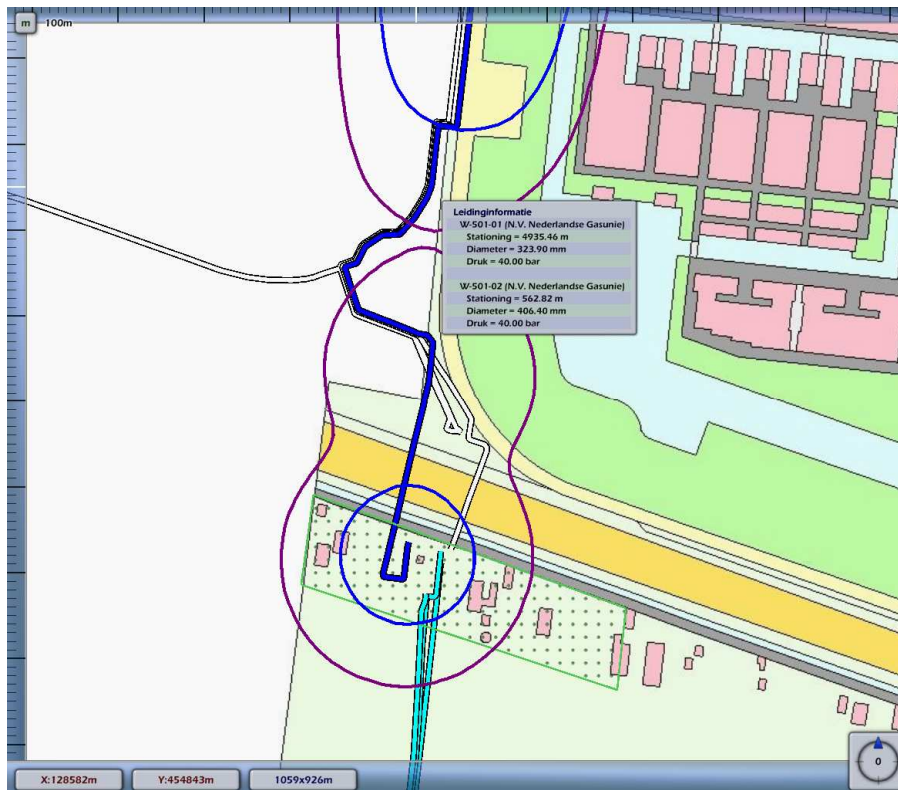 m
100m
Leidinginformatie
W-501-01 (N.V. Nederlandse Gasunie)
Stationing = 4935.46 m
Diameter = 323.90 mm
Druk = 40.00 bar
W-501-02 (N.V. Nederlandse Gasunie)
Stationing = 562.82 m
Diameter = 406.40 mm
Druk = 40.00 bar
X:128582m
Y:454843m
1059x926m
0